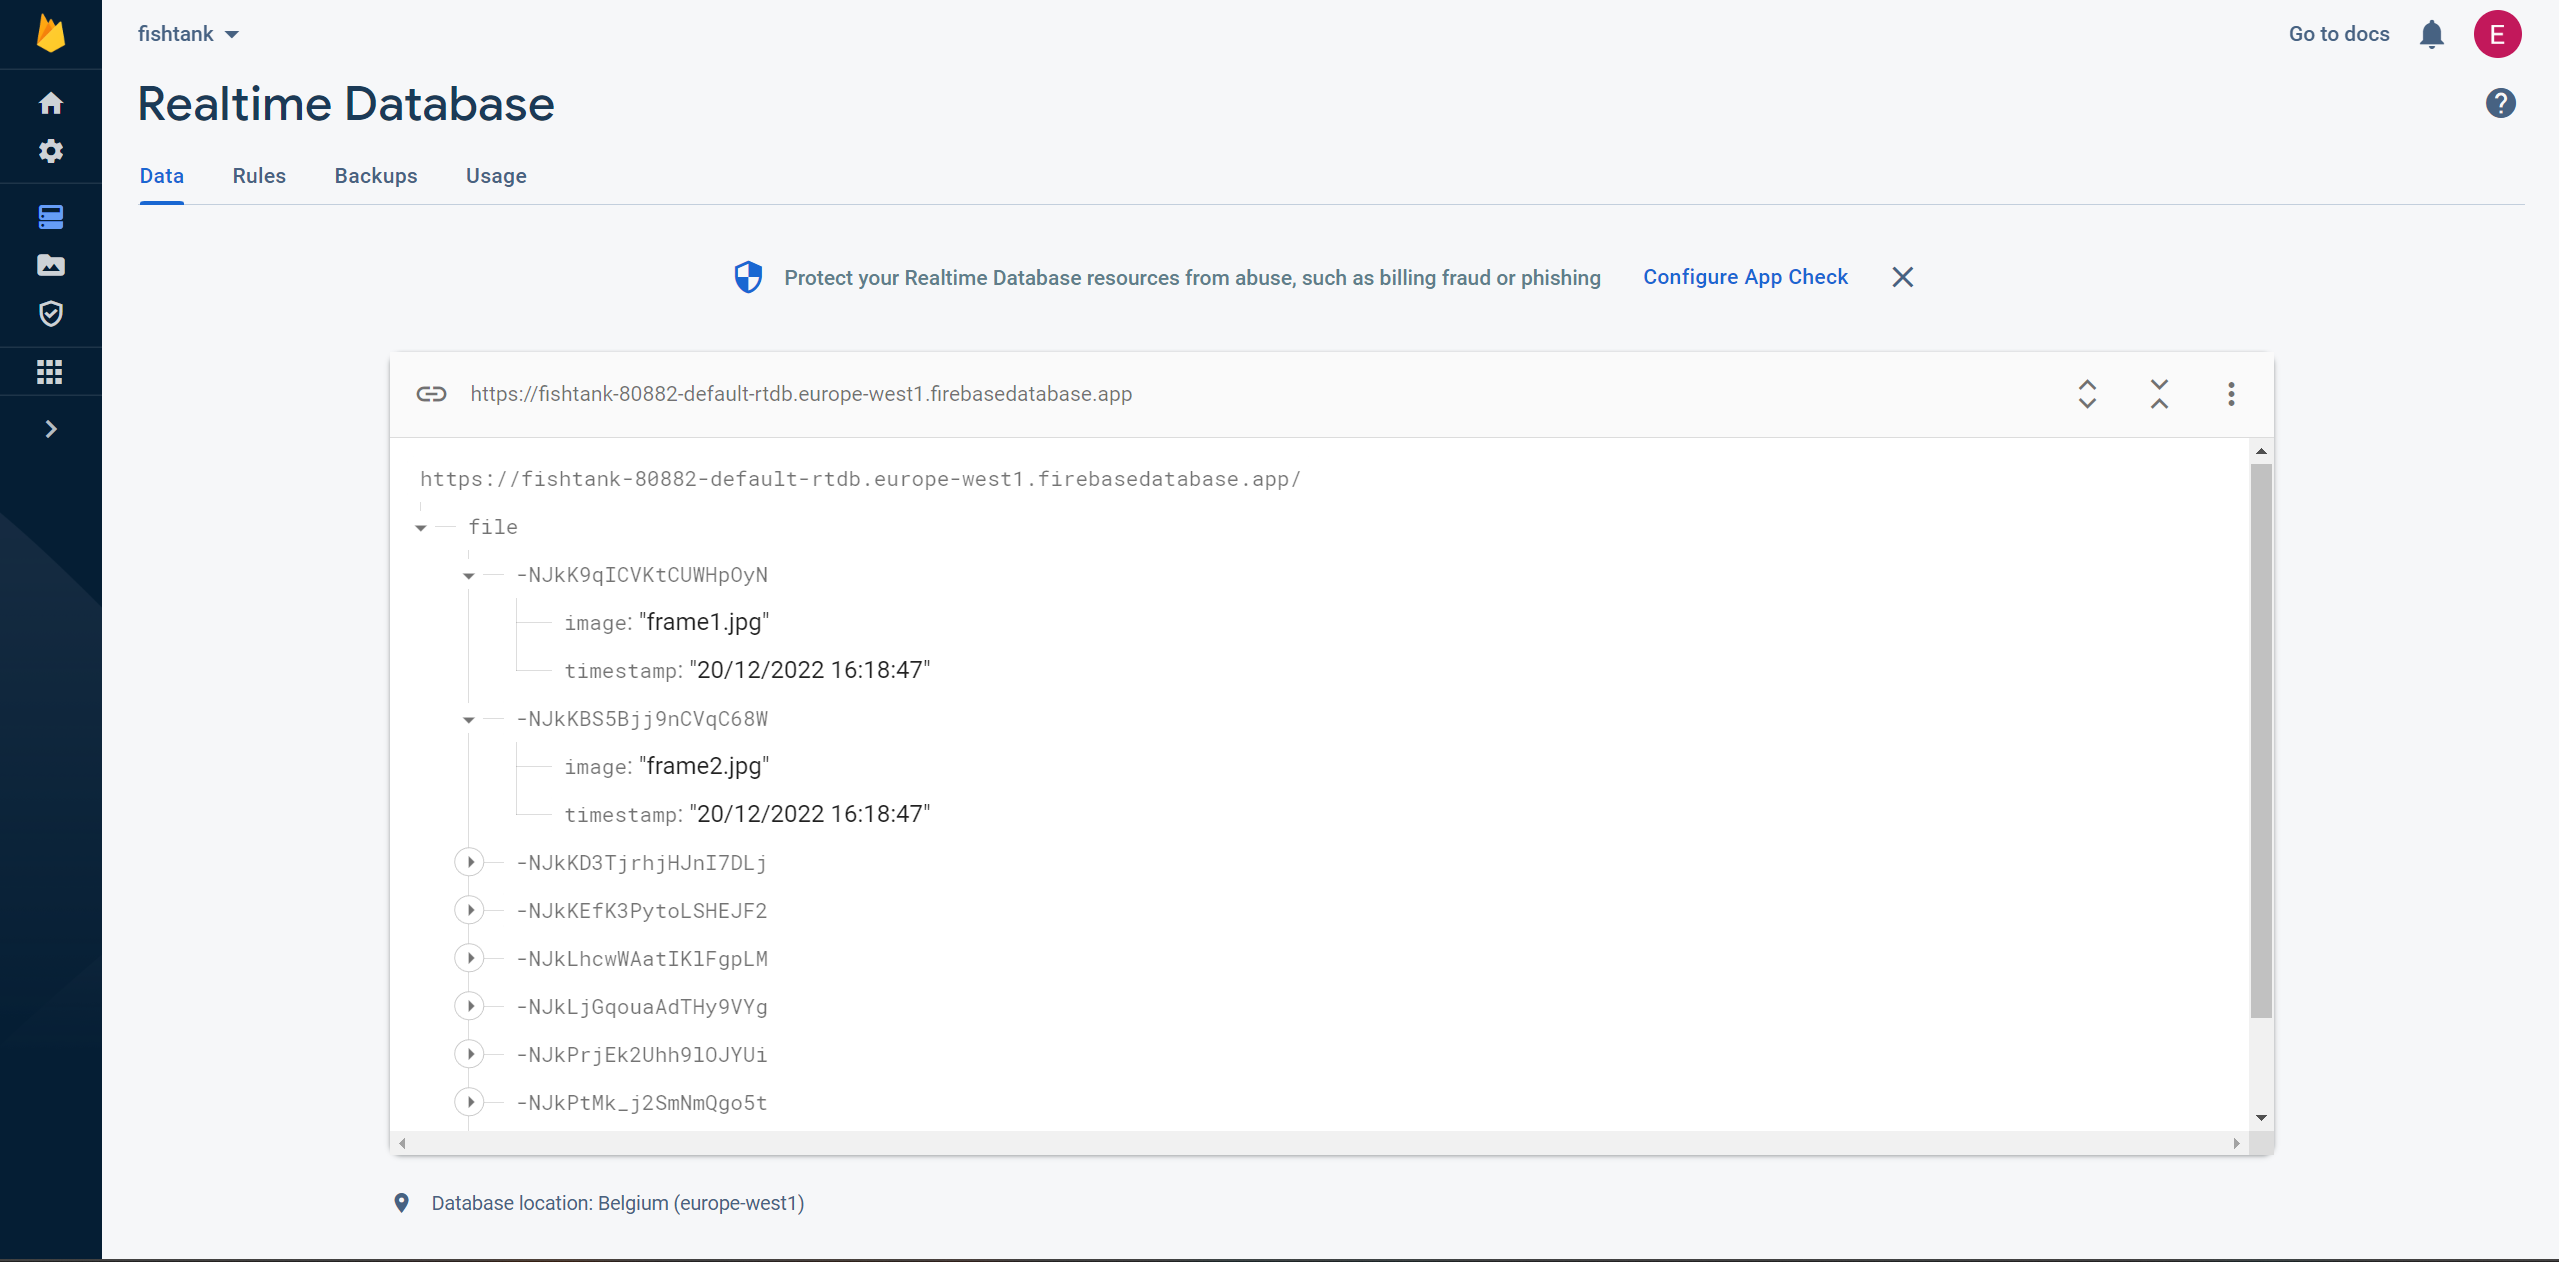 fishtank
Go to docs
E
Realtime Database
?
Data Rules Backups Usage
Protect your Realtime Database resources from abuse, such as billing fraud or phishing Configure App Check
https://fishtank-80882-default-rtdb.europe-west1.firebasedatabase.app
https://fishtank-80882-default-rtdb.europe-west1.firebasedatabase.app/
file
-NJkK9qICVKtCUWHpOyN
image: "frame1.jpg"
timestamp: "20/12/2022 16:18:47"
-NJkKBS5Bjj9nCVqC68W
image: "frame2.jpg"
timestamp: "20/12/2022 16:18:47"
-NJkKD3TjrhjHJnI7DLj
-NJkKEfK3PytoLSHEJF2
-NJkLhcwWAatIKlFgpLM
-NJkLjGqouaAdTHy9VYg
-NJkPrjEk2Uhh9lOJYUi
-NJkPtMk_j2SmNmQgo5t
Database location: Belgium (europe-west1)